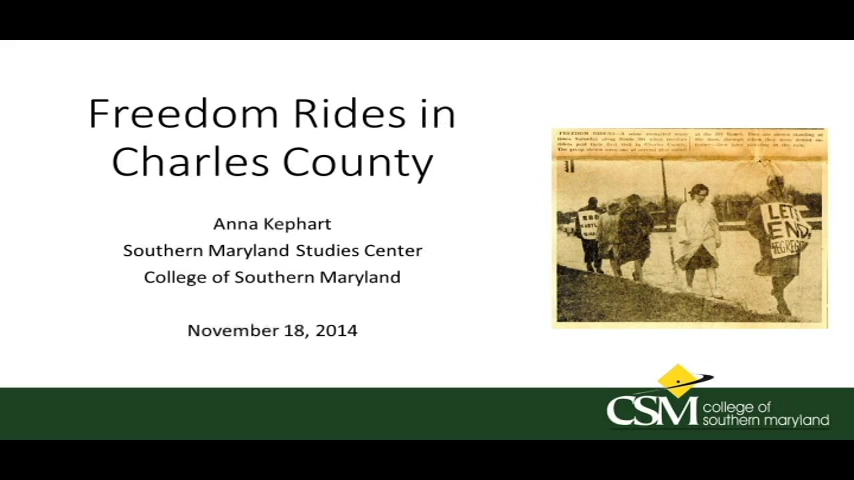 Freedom Rides in
Charles County
Anna Kephart
Southern Maryland Studies Center
College of Southern Maryland
November 18, 2014
FREEDOM RIDERS—A
LET'S
END
CSM college of
southern maryland